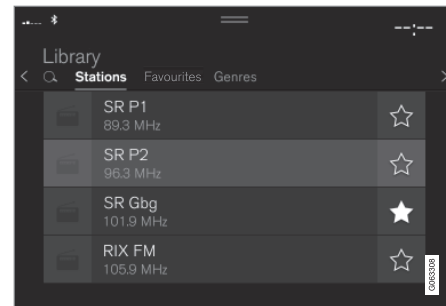 --:--
Library
Stations Favourites Genres
SR P1
89.3 MHz
SR P2
96.3 MHz
SR Gbg
101.9 MHz
RIX FM
105.9 MHz
G063308